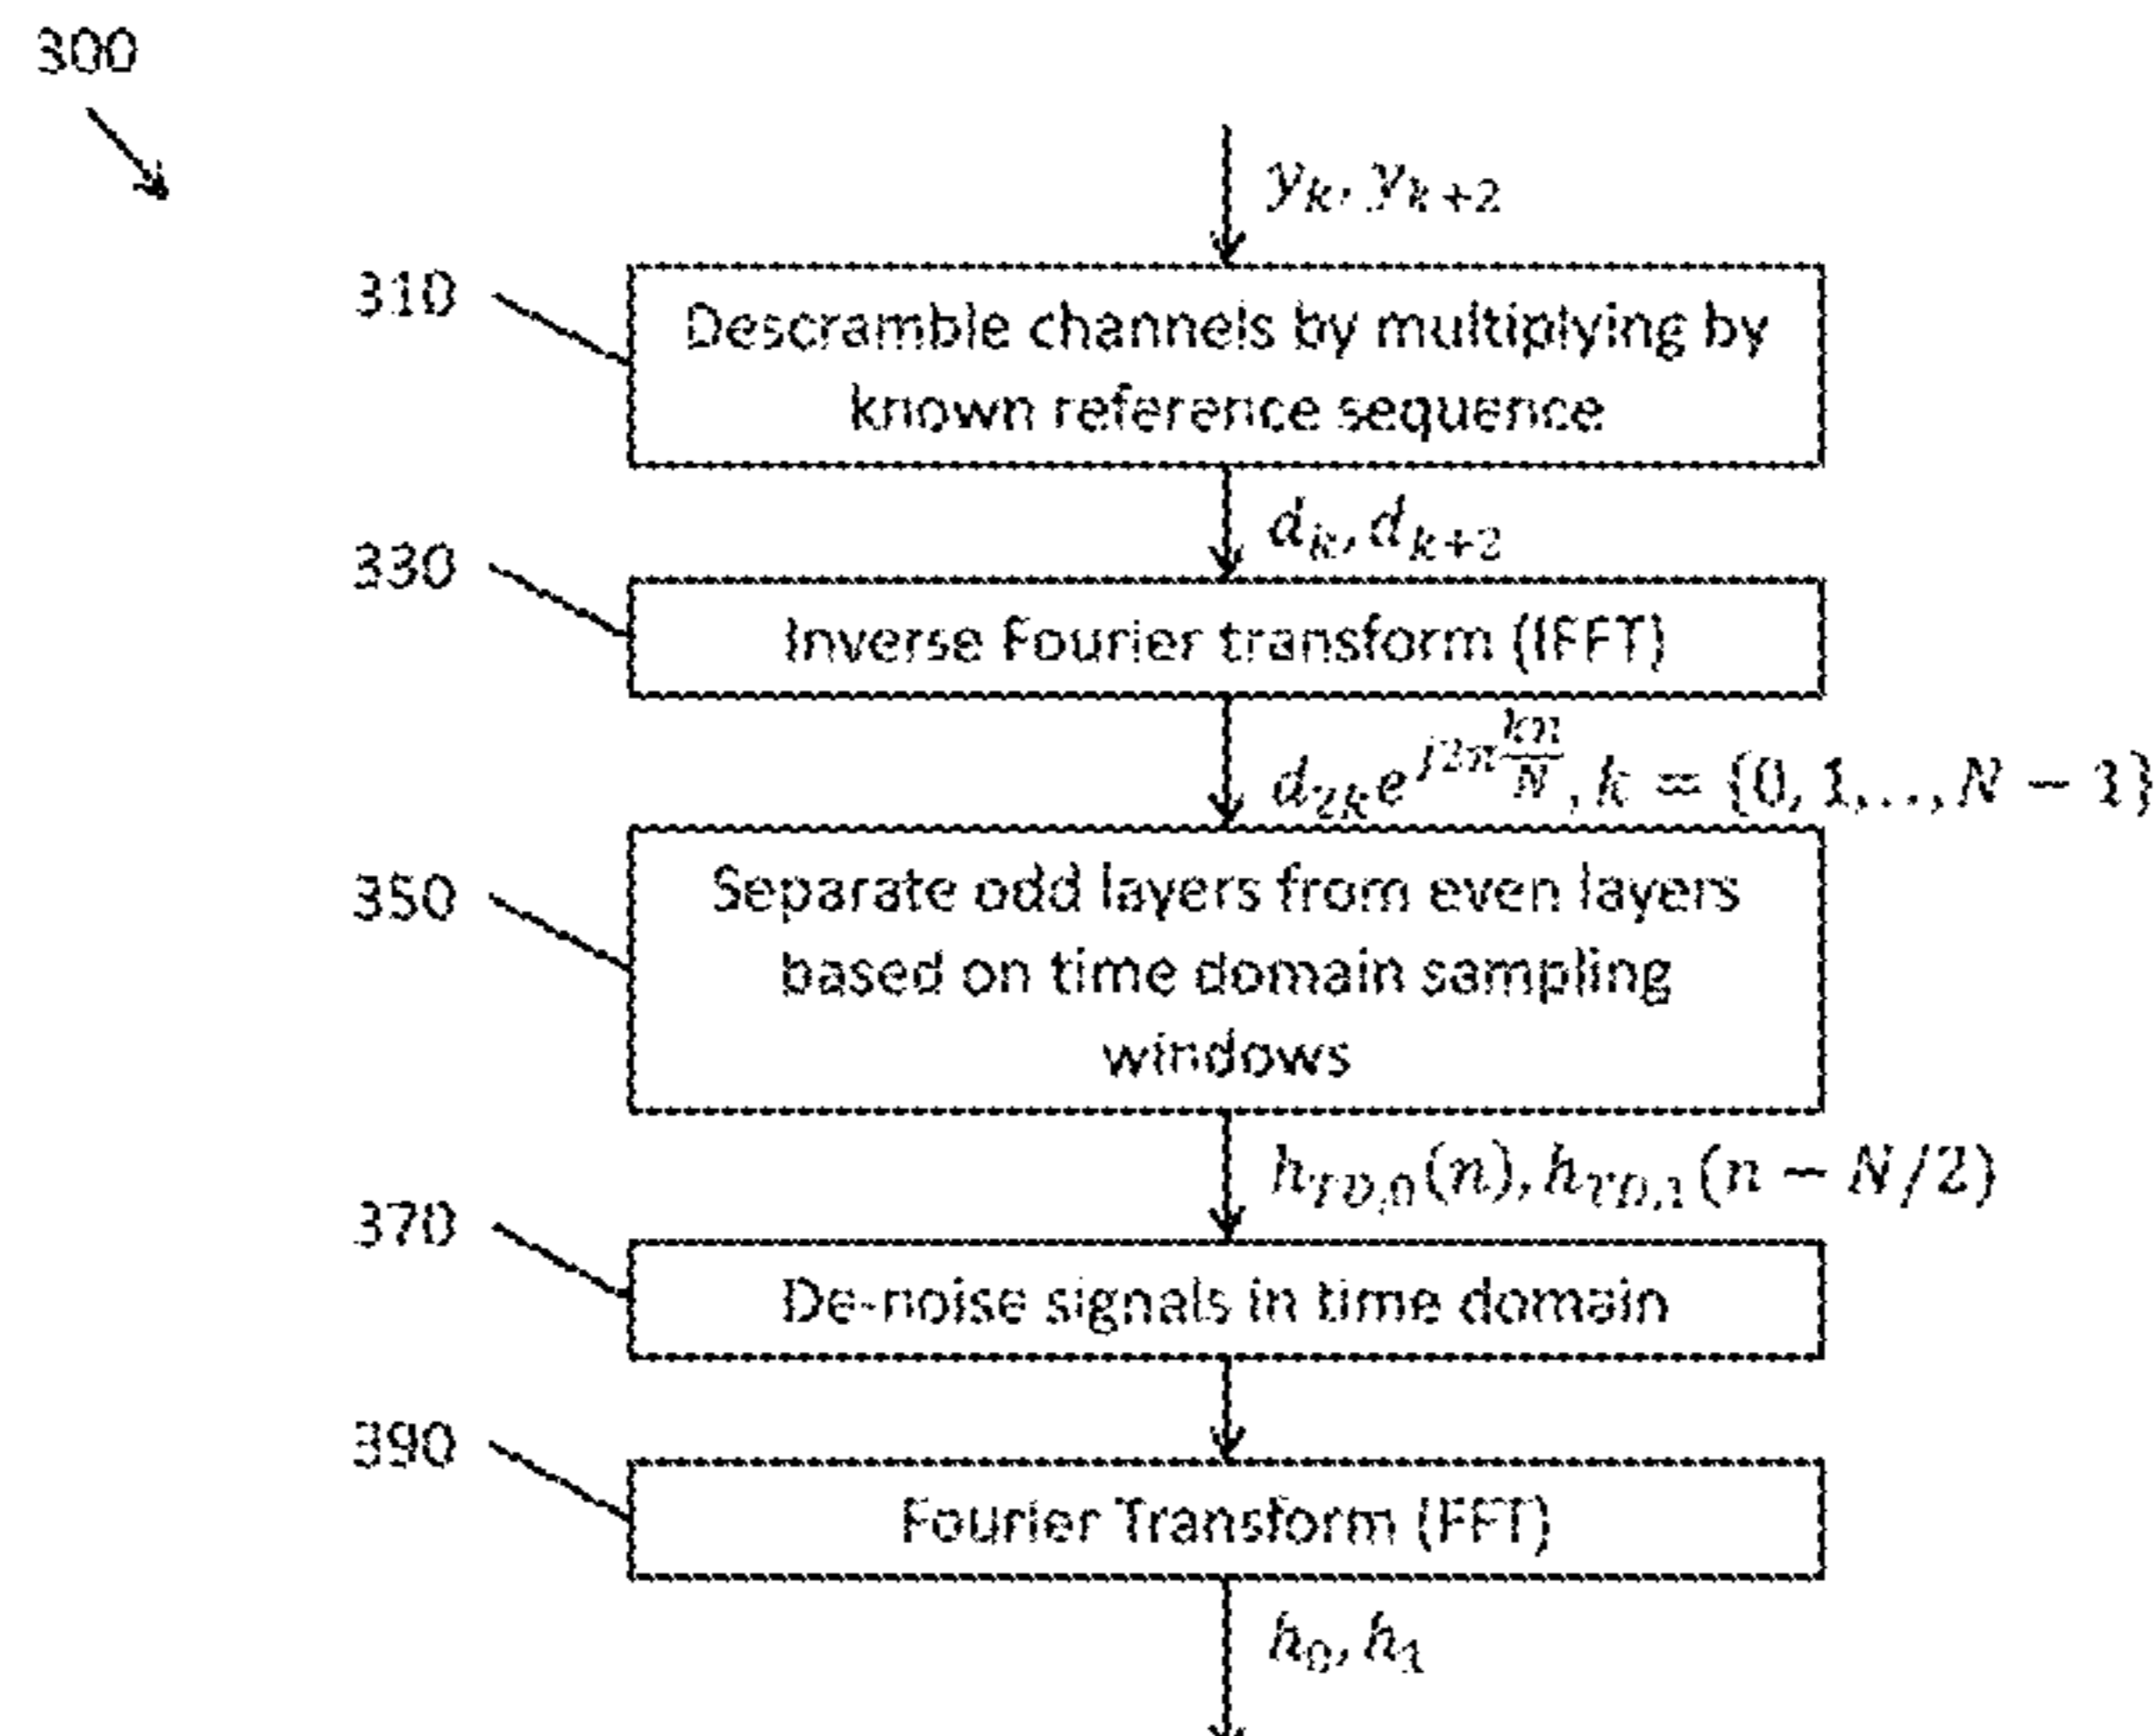 300
y_k, y_{k+2}
310
Descramble channels by multiplying by
known reference sequence
d_k, d_{k+2}
330
Inverse Fourier transform (IFFT)
d_{2k}e^{j2π\frac{kn}{N}}, k = {0, 1,.., N − 1}
350
Separate odd layers from even layers
based on time domain sampling
windows
h_{TD,0}(n), h_{TD,1}(n − N/2)
370
De-noise signals in time domain
390
Fourier Transform (FFT)
h_0, h_1